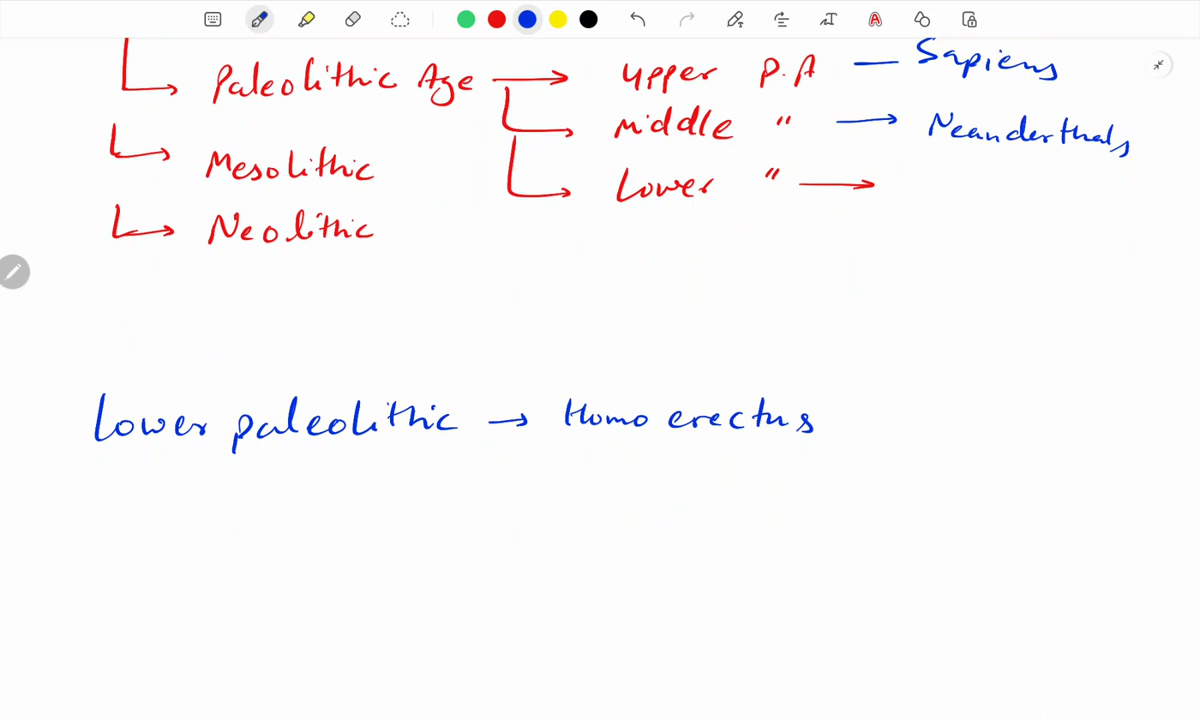 Paleolithic Age → Upper P.A — Sapiens
Middle " → Neanderthals
Mesolithic
Lower " →
Neolithic
Lower paleolithic → Homo erectus